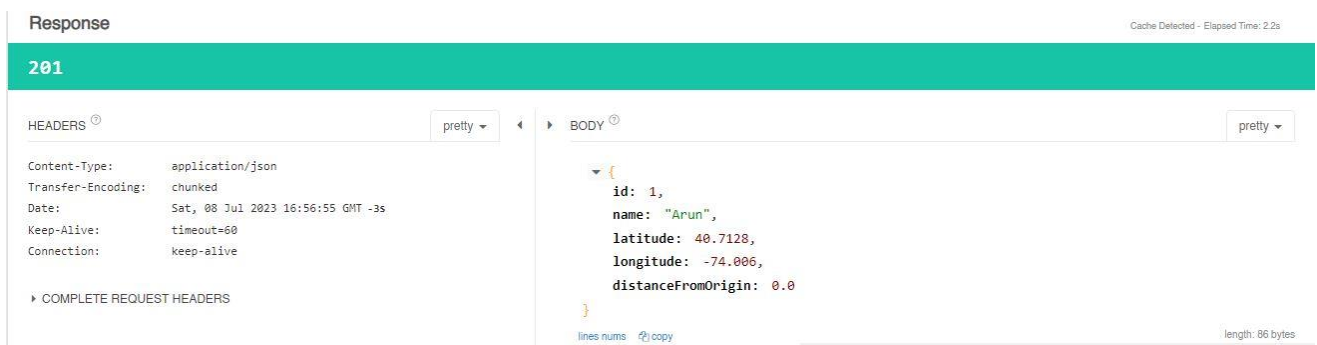 Response
Cache Detected - Elapsed Time: 2.2s
201
HEADERS ?
pretty
BODY ?
pretty
Content-Type: application/json
Transfer-Encoding: chunked
Date: Sat, 08 Jul 2023 16:56:55 GMT -3s
Keep-Alive: timeout=60
Connection: keep-alive
COMPLETE REQUEST HEADERS
{
id: 1,
name: "Arun",
latitude: 40.7128,
longitude: -74.006,
distanceFromOrigin: 0.0
}
lines nums copy
length: 86 bytes